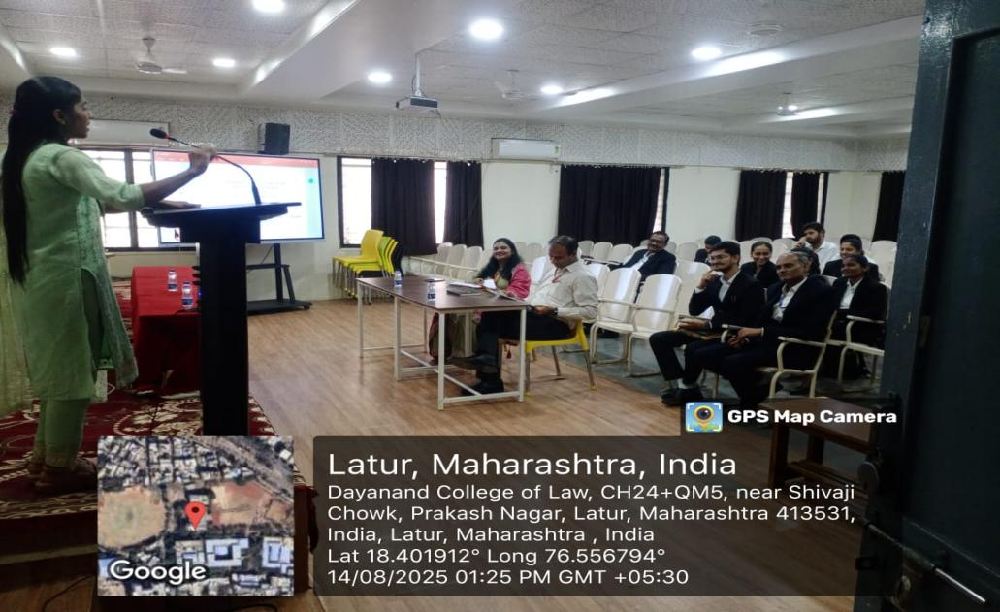 GPS Map Camera
Latur, Maharashtra, India
Dayanand College of Law, CH24+QM5, near Shivaji
Chowk, Prakash Nagar, Latur, Maharashtra 413531,
India, Latur, Maharashtra , India
Lat 18.401912° Long 76.556794°
14/08/2025 01:25 PM GMT +05:30
Google